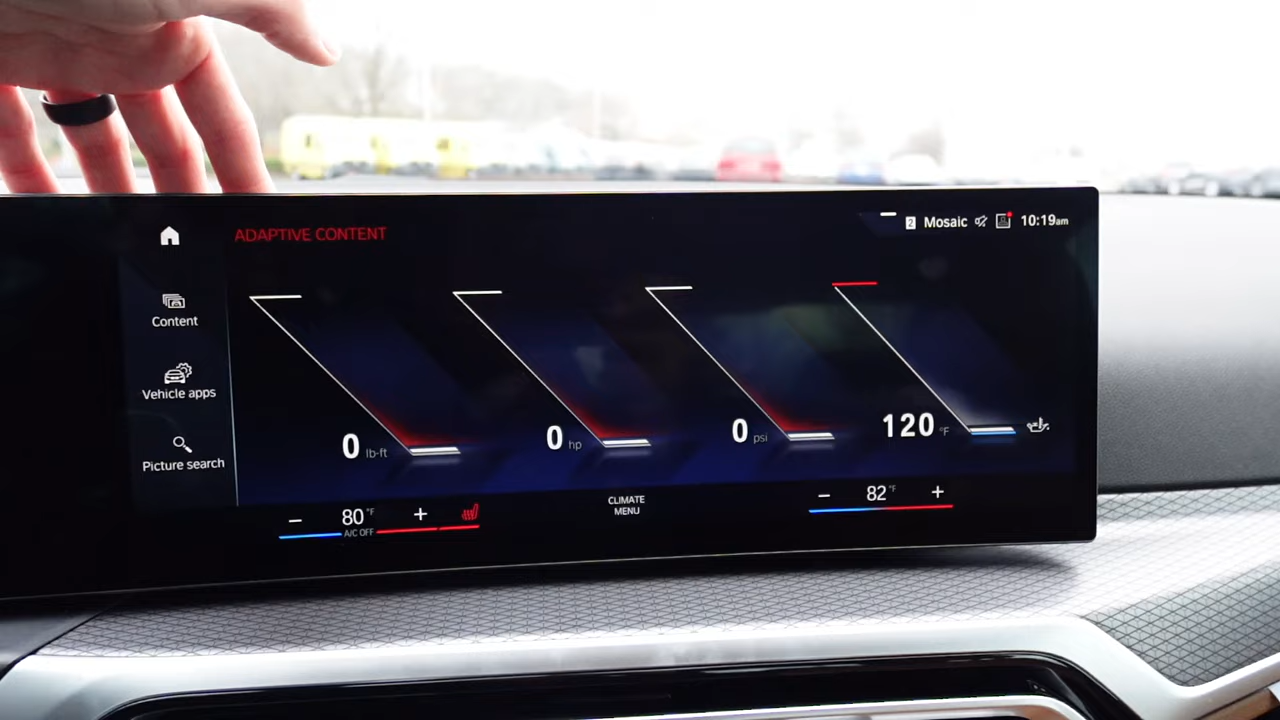 ADAPTIVE CONTENT
2 Mosaic 10:19am
Content
Vehicle apps
Picture search
0 lb-ft
0 hp
0 psi
120 °F
80 °F
A/C OFF
CLIMATE
MENU
82 °F